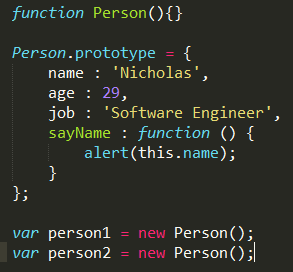 function Person(){}
Person.prototype = {
    name : 'Nicholas',
    age : 29,
    job : 'Software Engineer',
    sayName : function () {
        alert(this.name);
    }
};
var person1 = new Person();
var person2 = new Person();